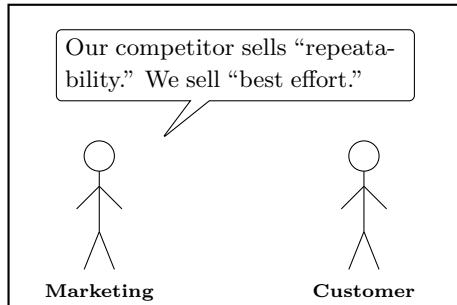 Our competitor sells “repeata-
bility.” We sell “best effort.”
Marketing
Customer